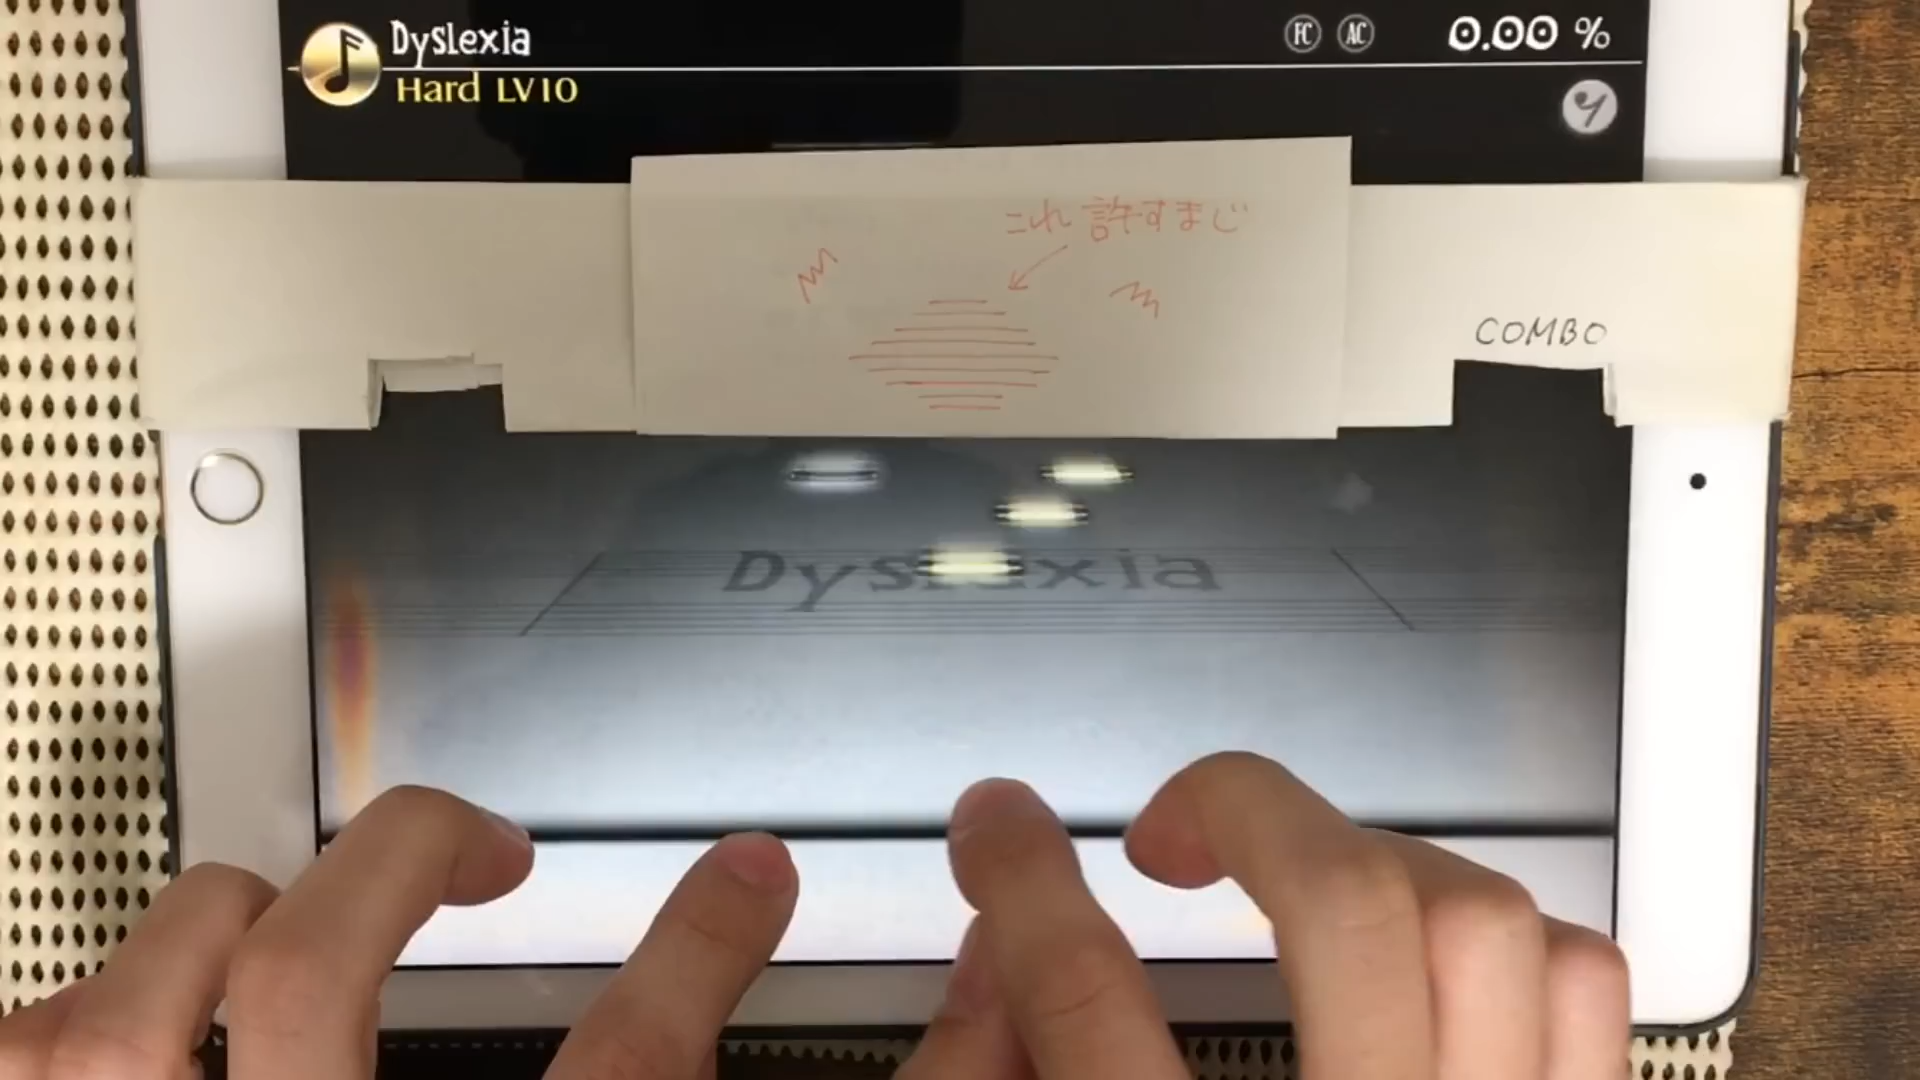 Dyslexia
FC AC 0.00 %
Hard LV10
これ許すまじ
COMBO
Dyslexia